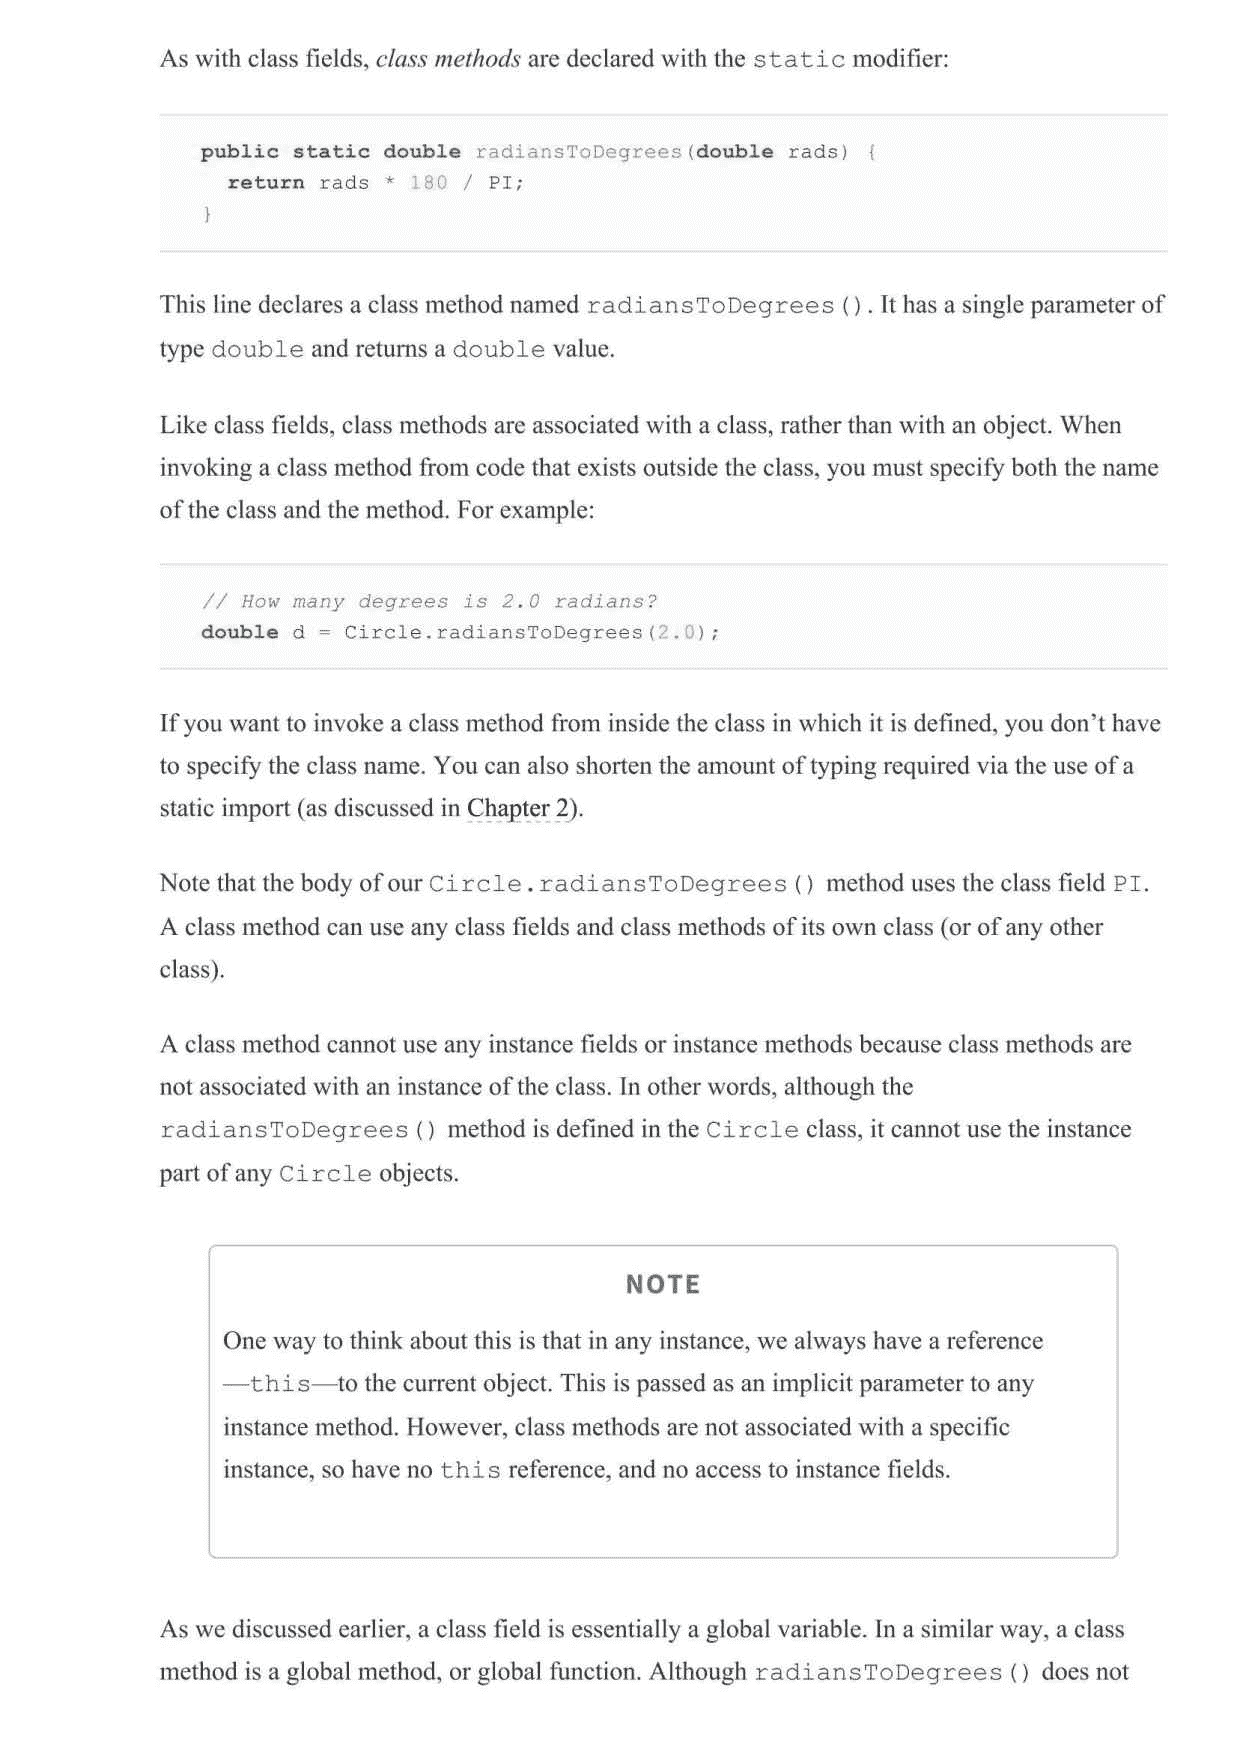 As with class fields, class methods are declared with the static modifier:
public static double radiansToDegrees(double rads) {
return rads * 180 / PI;
}
This line declares a class method named radiansToDegrees(). It has a single parameter of
type double and returns a double value.
Like class fields, class methods are associated with a class, rather than with an object. When
invoking a class method from code that exists outside the class, you must specify both the name
of the class and the method. For example:
// How many degrees is 2.0 radians?
double d = Circle.radiansToDegrees(2.0);
If you want to invoke a class method from inside the class in which it is defined, you don’t have
to specify the class name. You can also shorten the amount of typing required via the use of a
static import (as discussed in Chapter 2).
Note that the body of our Circle.radiansToDegrees() method uses the class field PI.
A class method can use any class fields and class methods of its own class (or of any other
class).
A class method cannot use any instance fields or instance methods because class methods are
not associated with an instance of the class. In other words, although the
radiansToDegrees() method is defined in the Circle class, it cannot use the instance
part of any Circle objects.
NOTE
One way to think about this is that in any instance, we always have a reference
—this—to the current object. This is passed as an implicit parameter to any
instance method. However, class methods are not associated with a specific
instance, so have no this reference, and no access to instance fields.
As we discussed earlier, a class field is essentially a global variable. In a similar way, a class
method is a global method, or global function. Although radiansToDegrees() does not